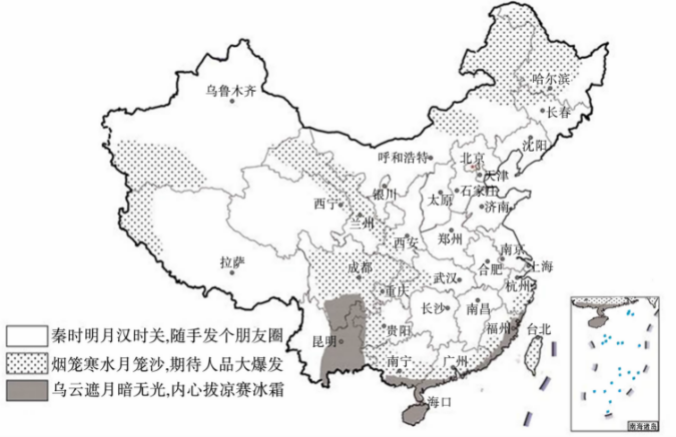 哈尔滨
乌鲁木齐
长春
沈阳
呼和浩特
北京
天津
银川
石家庄
太原
济南
西宁
兰州
西安
郑州
南京
上海
合肥
拉萨
成都
杭州
武汉
重庆
长沙
南昌
贵阳
福州
台北
昆明
南宁
广州
海口
秦时明月汉时关,随手发个朋友圈
烟笼寒水月笼沙,期待人品大爆发
乌云遮月暗无光,内心拔凉赛冰霜
南海诸岛